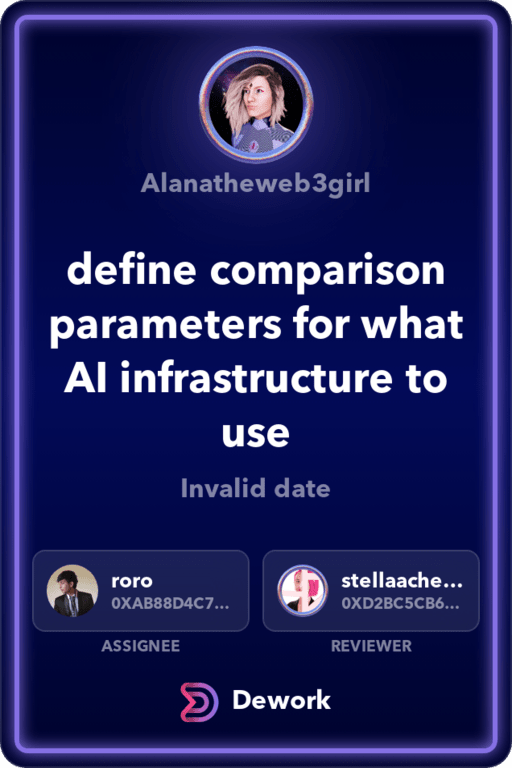 Alanatheweb3girl
define comparison
parameters for what
AI infrastructure to
use
Invalid date
roro
0XAB88D4C7...
ASSIGNEE
stellaache...
0XD2BC5CB6...
REVIEWER
Dework